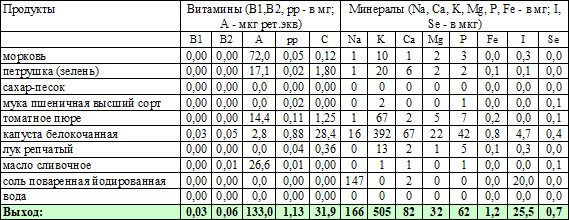 Продукты Витамины (B1,B2, pp - в мг; A - мкг рет.экв) Минералы (Na, Ca, K, Mg, P, Fe - в мг; I, Se - в мкг)
B1 B2 A pp C Na K Ca Mg P Fe I Se
морковь 0,00 0,00 72,0 0,05 0,12 1 10 1 2 3 0,0 0,3 0,0
петрушка (зелень) 0,00 0,00 17,1 0,02 1,80 1 20 6 2 2 0,1 0,1 0,0
сахар-песок 0,00 0,00 0,0 0,00 0,00 0 0 0 0 0 0,0 0,0 0,0
мука пшеничная высший сорт 0,00 0,00 0,0 0,02 0,00 0 2 0 0 1 0,0 0,0 0,1
томатное пюре 0,00 0,00 14,4 0,11 1,25 1 67 2 5 7 0,2 0,0 0,1
капуста белокочанная 0,03 0,05 2,8 0,88 28,4 16 392 67 22 42 0,8 4,7 0,4
лук репчатый 0,00 0,00 0,0 0,04 0,36 0 13 2 1 5 0,1 0,3 0,0
масло сливочное 0,00 0,01 26,6 0,01 0,00 0 1 1 0 1 0,0 0,0 0,1
соль поваренная йодированная 0,00 0,00 0,0 0,00 0,00 147 0 2 0 0 0,0 20,0 0,0
вода 0,00 0,00 0,0 0,00 0,00 0 0 0 0 0 0,0 0,0 0,0
Выход: 0,03 0,06 133,0 1,13 31,9 166 505 82 32 62 1,2 25,5 0,7